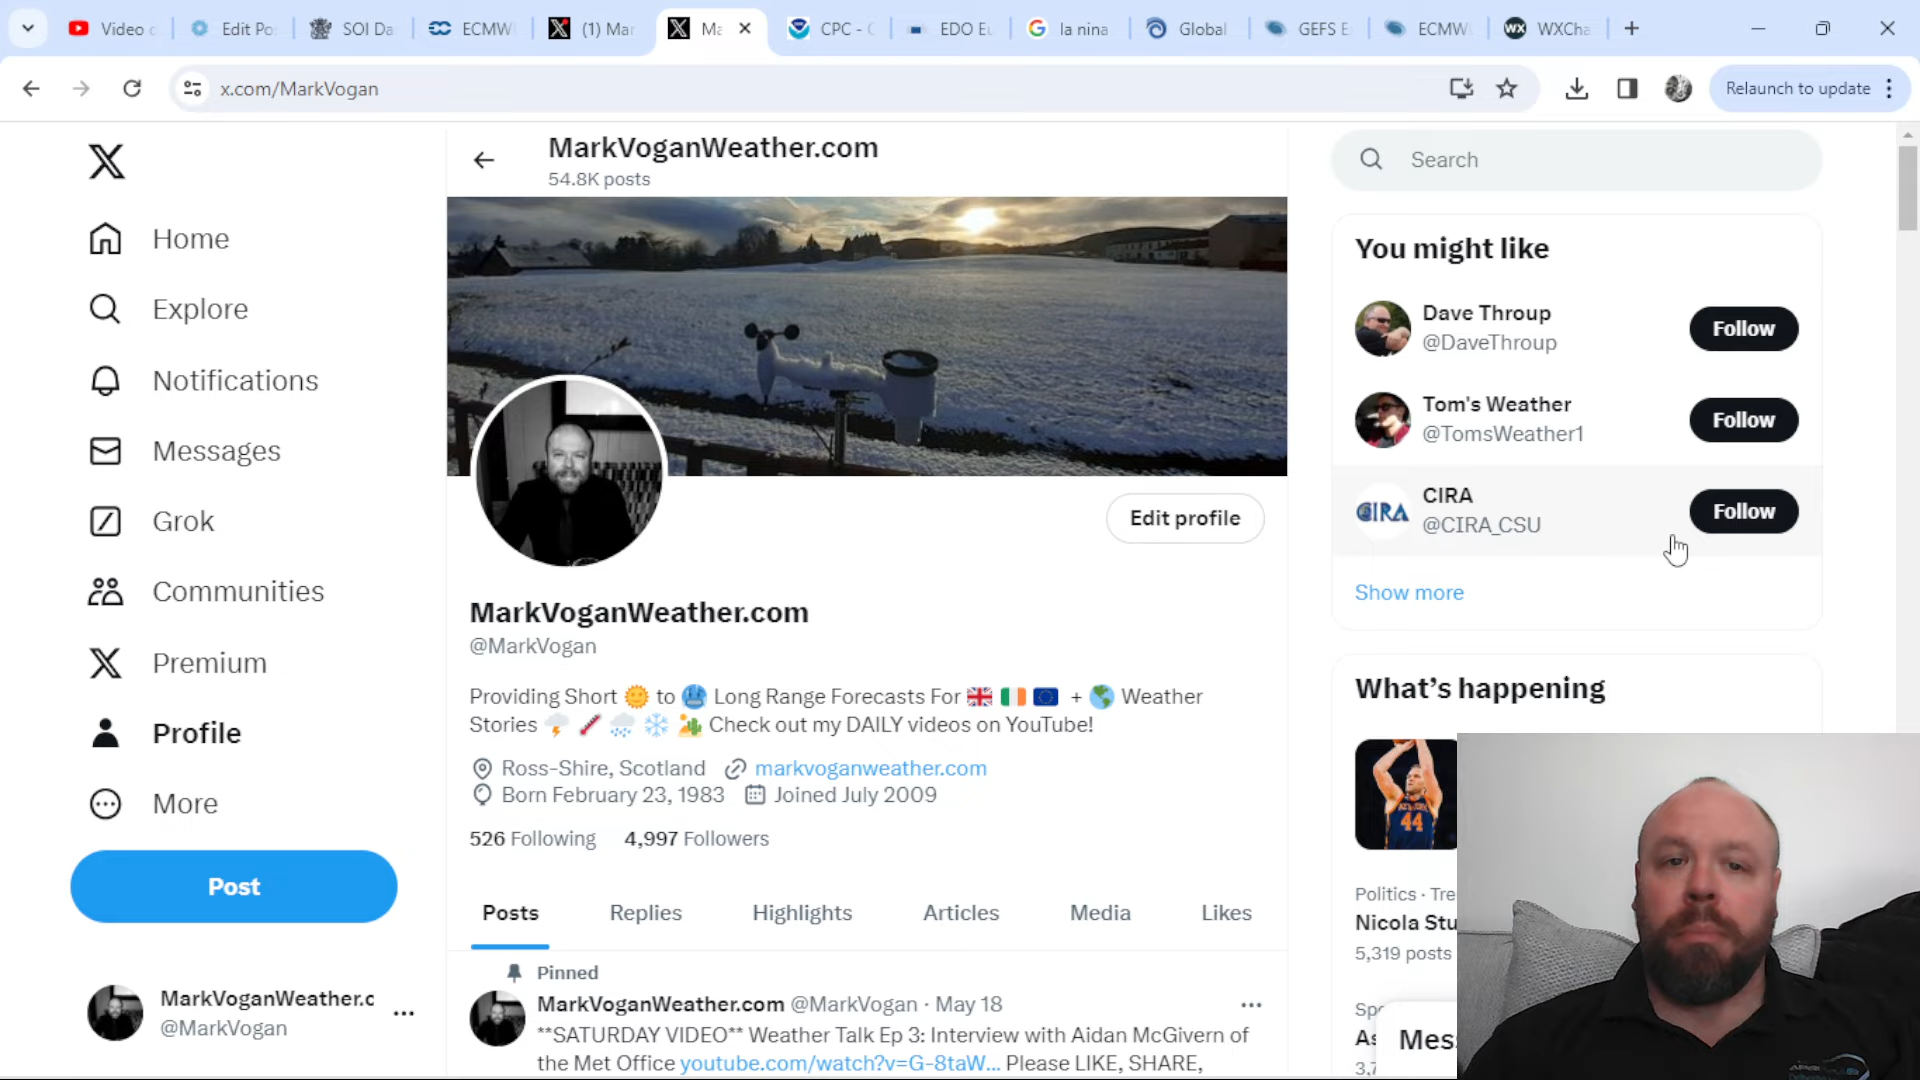 Video
Edit Po
SOI Da
ECMW
(1) Mar
Ma
CPC - C
EDO Eu
la nina
Global
GEFS E
ECMW
WXCha
x.com/MarkVogan
Relaunch to update
MarkVoganWeather.com
54.8K posts
Home
Explore
Notifications
Messages
Grok
Communities
Premium
Profile
More
Post
MarkVoganWeather.c
@MarkVogan
Edit profile
MarkVoganWeather.com
@MarkVogan
Providing Short 🌞 to 🥶 Long Range Forecasts For 🇬🇧 🇮🇪 🇪🇺 + 🌎 Weather
Stories 🌩️ 🌡️ 🌧️ ❄️ 🏜️ Check out my DAILY videos on YouTube!
Ross-Shire, Scotland markvoganweather.com
Born February 23, 1983 Joined July 2009
526 Following 4,997 Followers
Posts Replies Highlights Articles Media Likes
Pinned
MarkVoganWeather.com @MarkVogan · May 18
**SATURDAY VIDEO** Weather Talk Ep 3: Interview with Aidan McGivern of
the Met Office youtube.com/watch?v=G-8taW... Please LIKE, SHARE,
Search
You might like
Dave Throup
@DaveThroup
Follow
Tom's Weather
@TomsWeather1
Follow
CIRA
CIRA
@CIRA_CSU
Follow
Show more
What's happening
44
Politics · Tre
Nicola Stu
5,319 posts
Spo
As
3,7
Mes